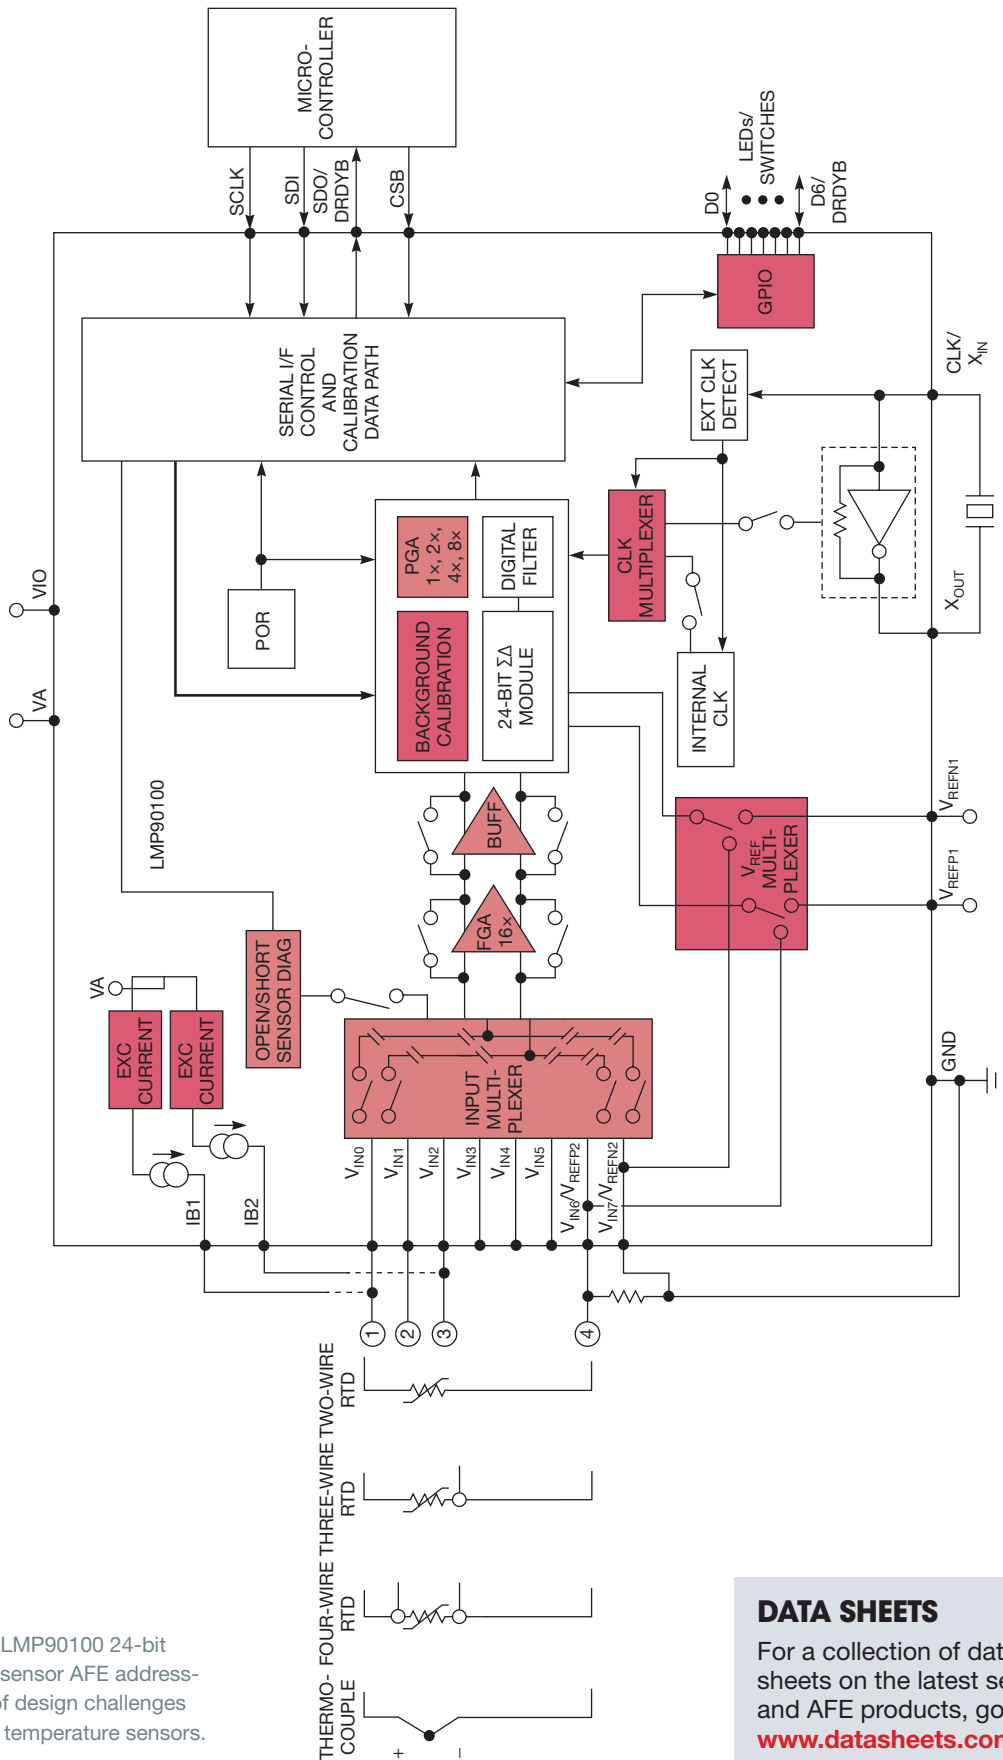 MICRO-
CONTROLLER
SCLK
SDI
SDO/
DRDYB
CSB
LEDs/
SWITCHES
D0
D6/
DRDYB
GPIO
SERIAL I/F
CONTROL
AND
CALIBRATION
DATA PATH
EXT CLK
DETECT
CLK/
XIN
VIO
VA
POR
PGA
1×, 2×,
4×, 8×
DIGITAL
FILTER
BACKGROUND
CALIBRATION
24-BIT ΣΔ
MODULE
CLK
MULTIPLEXER
INTERNAL
CLK
XOUT
LMP90100
BUFF
FGA
16×
VREF
MULTI-
PLEXER
VREFN1
VREFP1
VA
EXC
CURRENT
EXC
CURRENT
OPEN/SHORT
SENSOR DIAG
INPUT
MULTI-
PLEXER
GND
IB1
IB2
VIN0
VIN1
VIN2
VIN3
VIN4
VIN5
VIN6/VREFP2
VIN7/VREFN2
1
2
3
4
TWO-WIRE
RTD
THREE-WIRE
RTD
FOUR-WIRE
RTD
THERMO-
COUPLE
+
–
LMP90100 24-bit
sensor AFE address-
of design challenges
temperature sensors.
DATA SHEETS
For a collection of dat
sheets on the latest se
and AFE products, go
www.datasheets.com